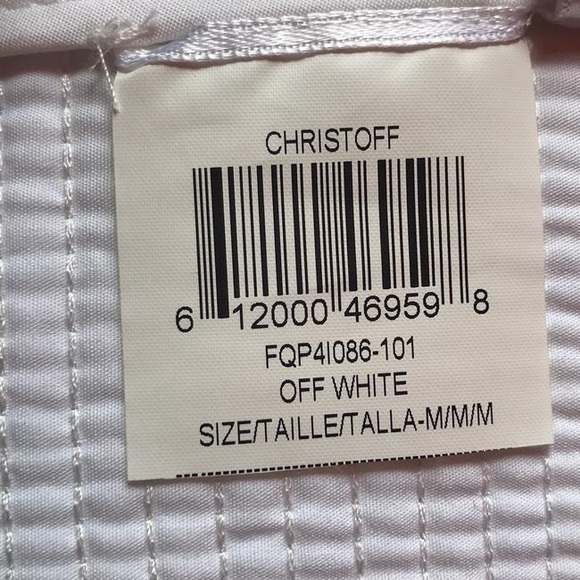 CHRISTOFF
6 12000 46959 8
FQP4I086-101
OFF WHITE
SIZE/TAILLE/TALLA-M/M/M